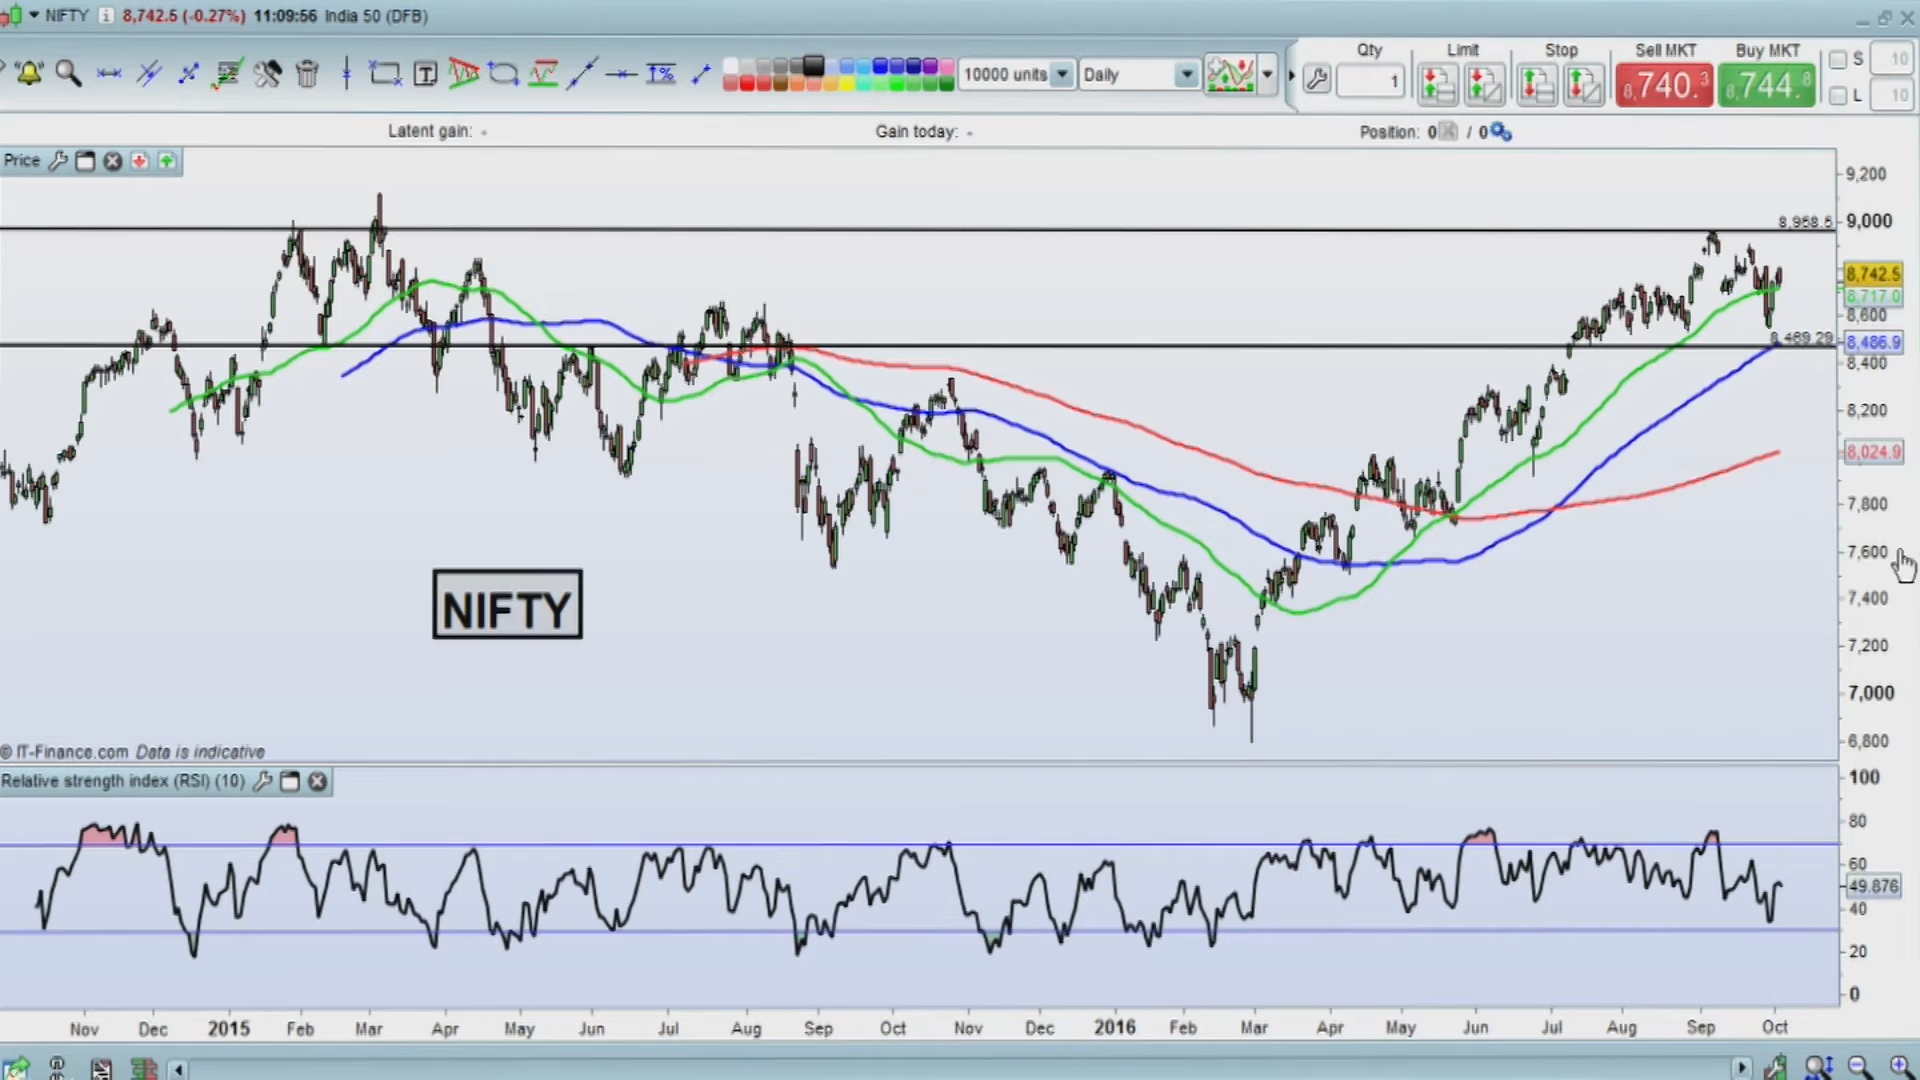 NIFTY 8,742.5 (-0.27%) 11:09:56 India 50 (DFB)
Qty Limit Stop Sell MKT Buy MKT S 10
10000 units Daily 1 8,740.3 8,744.8 L 10
Latent gain: - Gain today: - Position: 0 / 0
Price
9,200
8,968.5 9,000
8,742.5
8,717.0
8,600
8,469.29 8,486.9
8,400
8,200
8,024.9
7,800
7,600
NIFTY
7,400
7,200
7,000
© IT-Finance.com Data is indicative
6,800
Relative strength index (RSI) (10)
100
80
60
49.876
40
20
0
Nov Dec 2015 Feb Mar Apr May Jun Jul Aug Sep Oct Nov Dec 2016 Feb Mar Apr May Jun Jul Aug Sep Oct